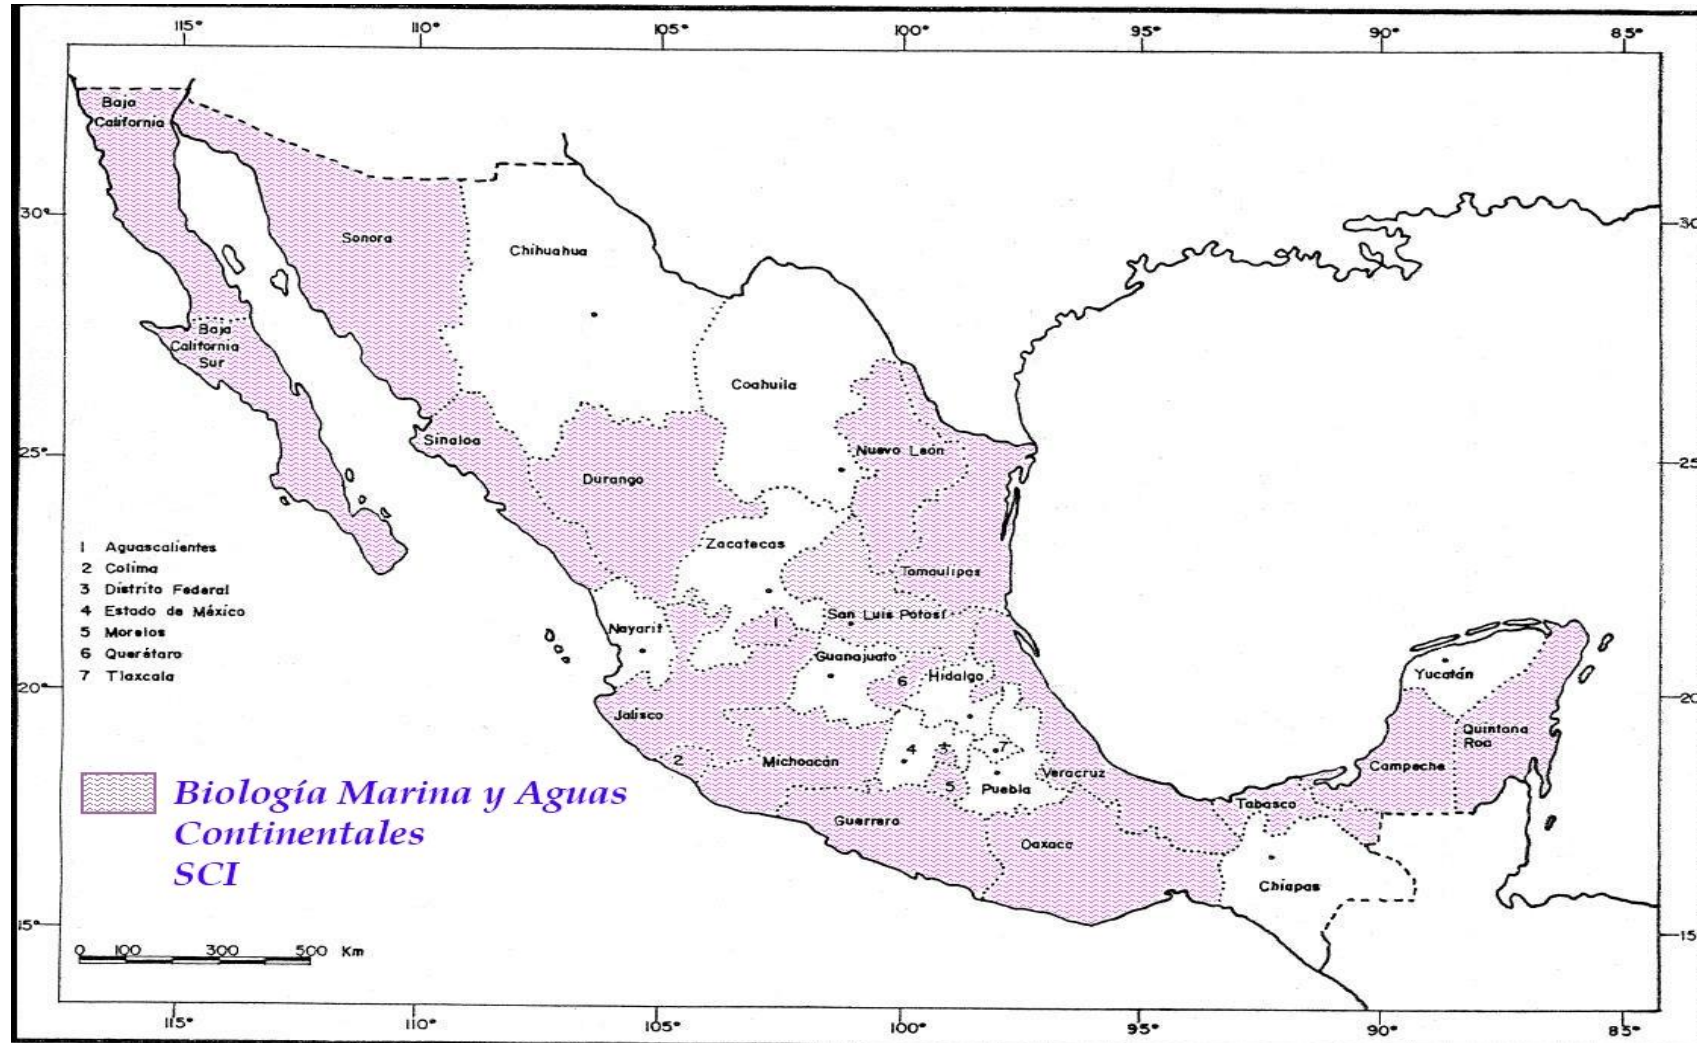 115° 110° 105° 100° 95° 90° 85°
Baja
California
30° 30
Sonora
Chihuahua
Baja
California
Sur
Coahuila
Sinaloa
Nuevo León
25° 25
Durango
Zacatecas
Tamaulipas
1 Aguascalientes
2 Colima
3 Distrito Federal
4 Estado de México
5 Morelos
6 Querétaro
7 Tlaxcala
San Luis Potosí
Nayarit
1
Guanajuato
6
Hidalgo
Yucatán
20° 20
Jalisco
Quintana
Roo
2
Michoacán
4
3
7
Veracruz
Campeche
5
Puebla
Tabasco
Guerrero
Oaxaca
Chiapas
Biología Marina y Aguas
Continentales
SCI
15° 15
0 100 300 500 Km
115° 110° 105° 100° 95° 90° 85°